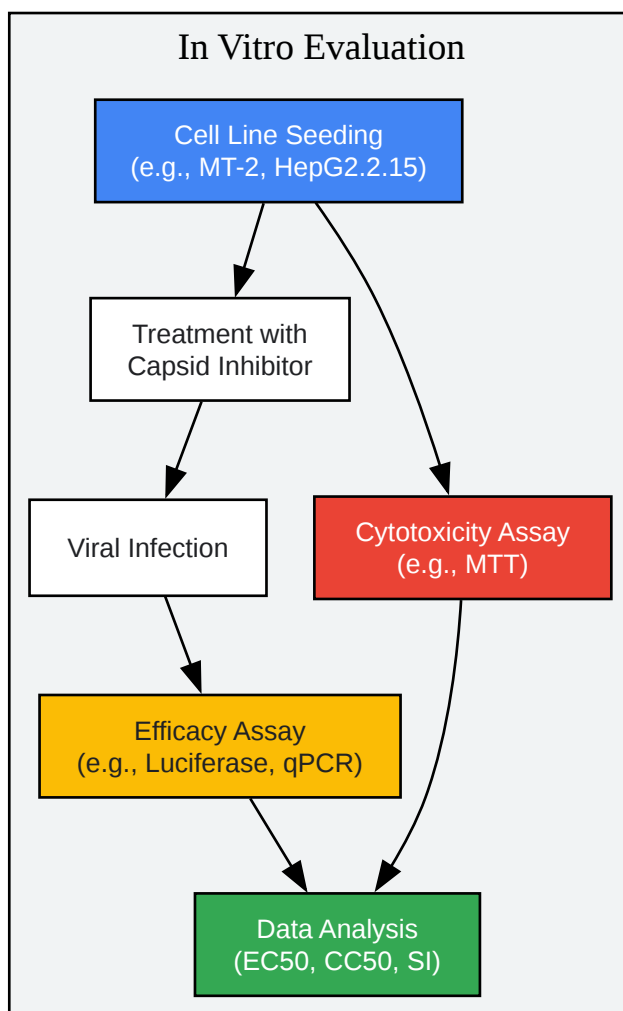 In Vitro Evaluation
Cell Line Seeding
(e.g., MT-2, HepG2.2.15)
Treatment with
Capsid Inhibitor
Viral Infection
Cytotoxicity Assay
(e.g., MTT)
Efficacy Assay
(e.g., Luciferase, qPCR)
Data Analysis
(EC50, CC50, SI)